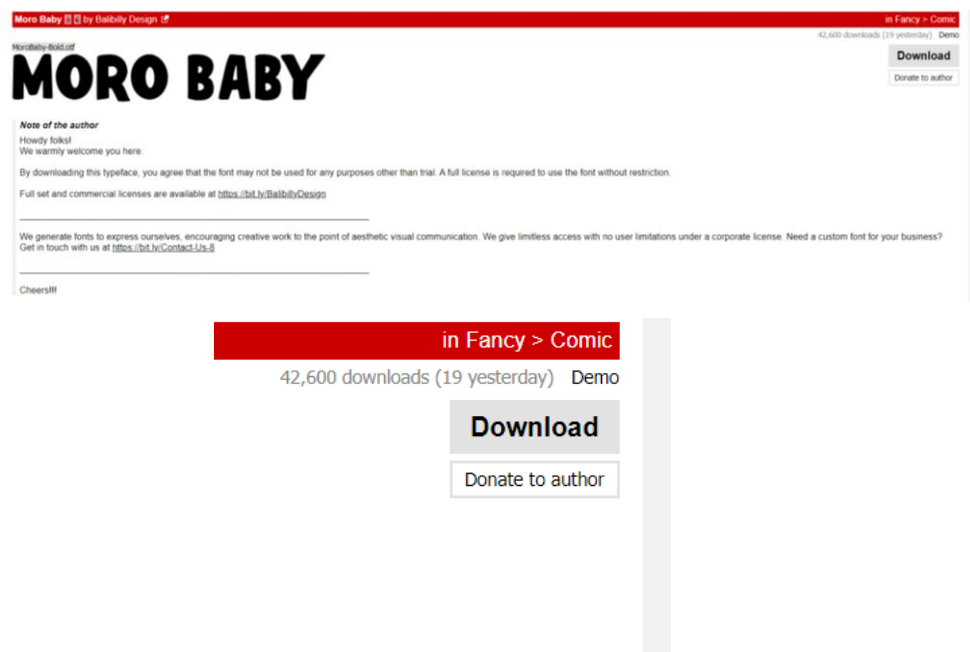 Moro Baby by Balibilly Design
in Fancy > Comic
42,600 downloads (19 yesterday) Demo
MoroBaby-Bold.otf
MORO BABY
Download
Donate to author
Note of the author
Howdy folks!
We warmly welcome you here.
By downloading this typeface, you agree that the font may not be used for any purposes other than trial. A full license is required to use the font without restriction.
Full set and commercial licenses are available at https://bit.ly/BalibillyDesign
We generate fonts to express ourselves, encouraging creative work to the point of aesthetic visual communication. We give limitless access with no user limitations under a corporate license. Need a custom font for your business?
Get in touch with us at https://bit.ly/Contact-Us-8
Cheers!!!!
in Fancy > Comic
42,600 downloads (19 yesterday) Demo
Download
Donate to author